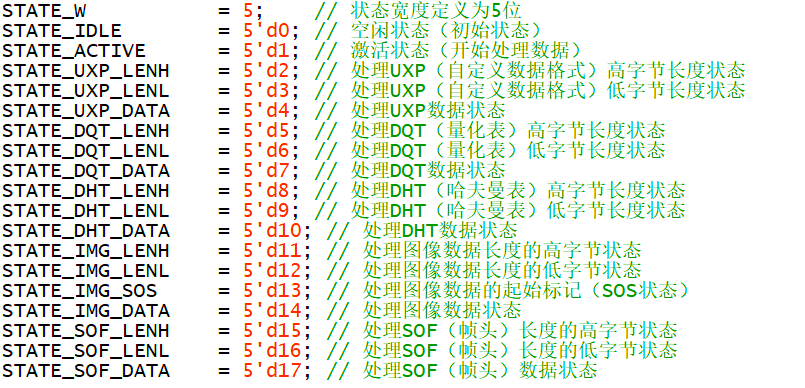 STATE_W = 5; // 状态宽度定义为5位
STATE_IDLE = 5'd0; // 空闲状态（初始状态）
STATE_ACTIVE = 5'd1; // 激活状态（开始处理数据）
STATE_UXP_LENH = 5'd2; // 处理UXP（自定义数据格式）高字节长度状态
STATE_UXP_LENL = 5'd3; // 处理UXP（自定义数据格式）低字节长度状态
STATE_UXP_DATA = 5'd4; // 处理UXP数据状态
STATE_DQT_LENH = 5'd5; // 处理DQT（量化表）高字节长度状态
STATE_DQT_LENL = 5'd6; // 处理DQT（量化表）低字节长度状态
STATE_DQT_DATA = 5'd7; // 处理DQT数据状态
STATE_DHT_LENH = 5'd8; // 处理DHT（哈夫曼表）高字节长度状态
STATE_DHT_LENL = 5'd9; // 处理DHT（哈夫曼表）低字节长度状态
STATE_DHT_DATA = 5'd10; // 处理DHT数据状态
STATE_IMG_LENH = 5'd11; // 处理图像数据长度的高字节状态
STATE_IMG_LENL = 5'd12; // 处理图像数据长度的低字节状态
STATE_IMG_SOS = 5'd13; // 处理图像数据的起始标记（SOS状态）
STATE_IMG_DATA = 5'd14; // 处理图像数据状态
STATE_SOF_LENH = 5'd15; // 处理SOF（帧头）长度的高字节状态
STATE_SOF_LENL = 5'd16; // 处理SOF（帧头）长度的低字节状态
STATE_SOF_DATA = 5'd17; // 处理SOF（帧头）数据状态